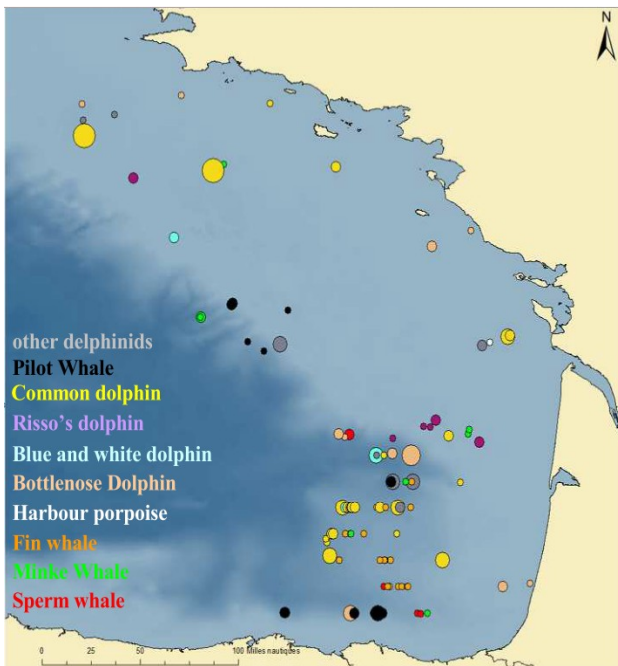 N
other delphinids
Pilot Whale
Common dolphin
Risso's dolphin
Blue and white dolphin
Bottlenose Dolphin
Harbour porpoise
Fin whale
Minke Whale
Sperm whale
0 25 50 100 Milles nautiques